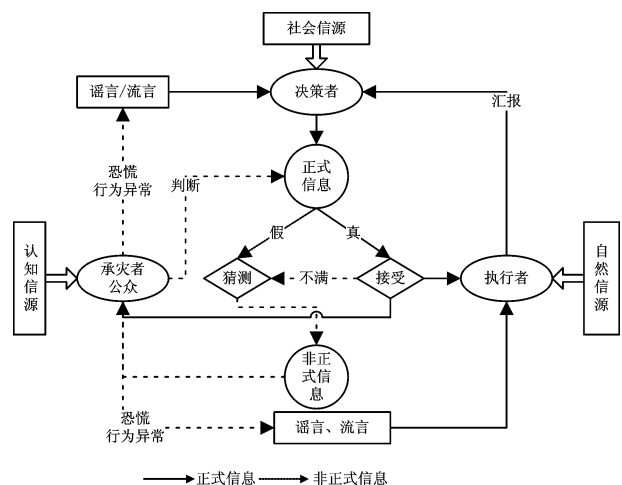 社会信源
谣言/流言
决策者
汇报
恐慌
行为异常
判断
正式
信息
假
真
认知信源
承灾者
公众
猜测
不满
接受
执行者
自然信源
非正
式信
息
恐慌
行为异常
谣言、流言
正式信息
非正式信息